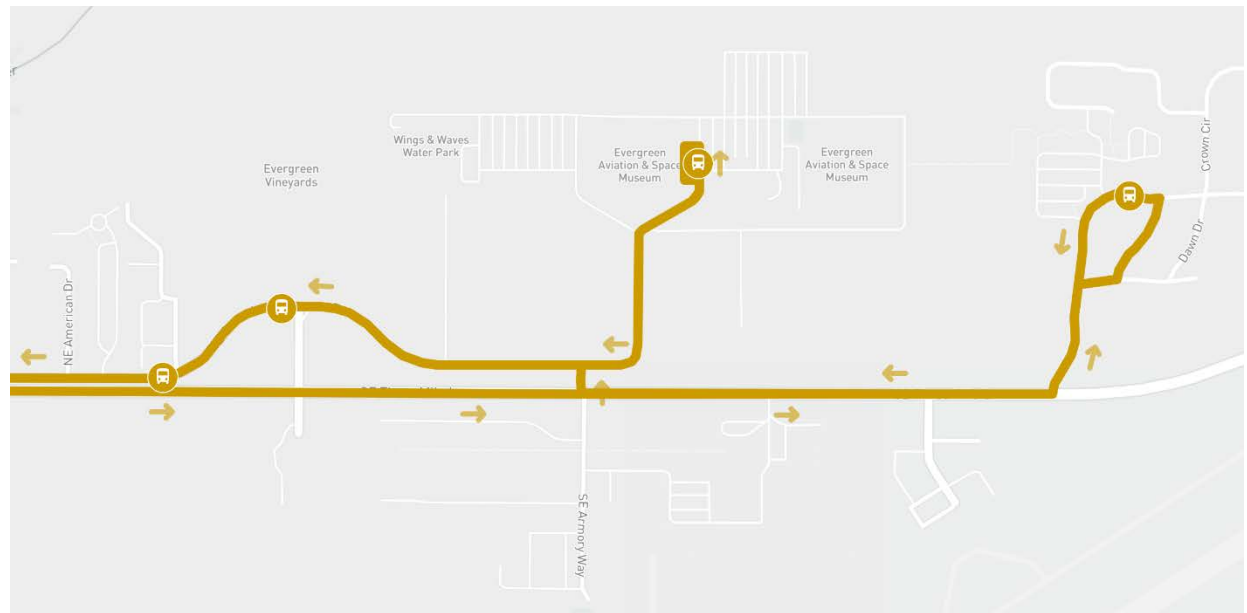 Wings & Waves
Water Park
Evergreen
Vineyards
Evergreen
Aviation & Space
Museum
Evergreen
Aviation & Space
Museum
Crown Cir
Dawn Dr
NE American Dr
SE Armory Way